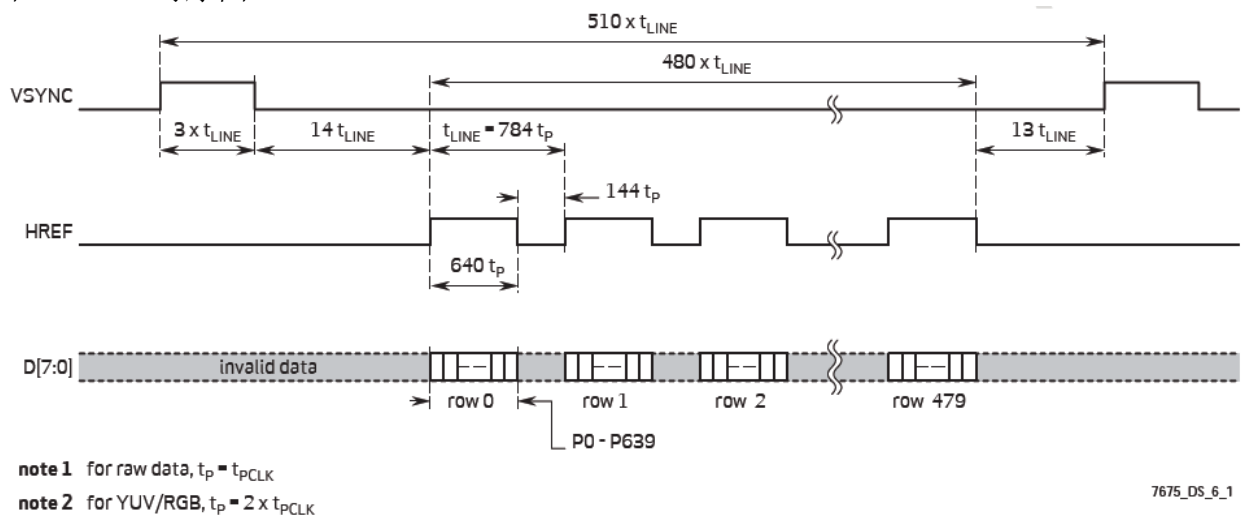 510 x tLINE
480 x tLINE
VSYNC
3 x tLINE
14 tLINE
tLINE = 784 tP
13 tLINE
144 tP
HREF
640 tP
D[7:0]
invalid data
row 0
row 1
row 2
row 479
P0 - P639
note 1 for raw data, tP = tPCLK
note 2 for YUV/RGB, tP = 2 x tPCLK
7675_DS_6_1